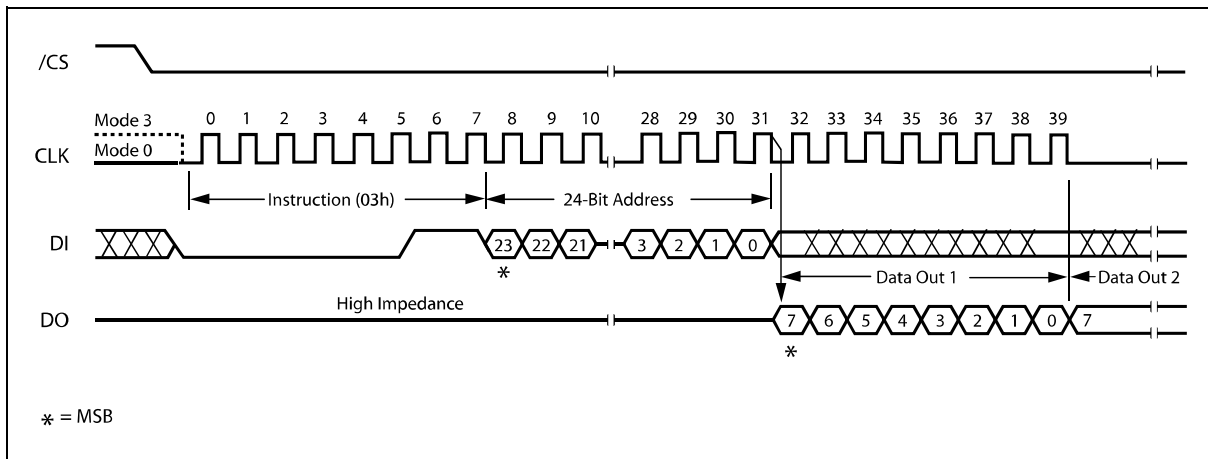 /CS
Mode 3
0 1 2 3 4 5 6 7 8 9 10 28 29 30 31 32 33 34 35 36 37 38 39
CLK
Mode 0
Instruction (03h) 24-Bit Address
DI
23 22 21 3 2 1 0
*
Data Out 1 Data Out 2
High Impedance
DO
7 6 5 4 3 2 1 0 7
*
* = MSB